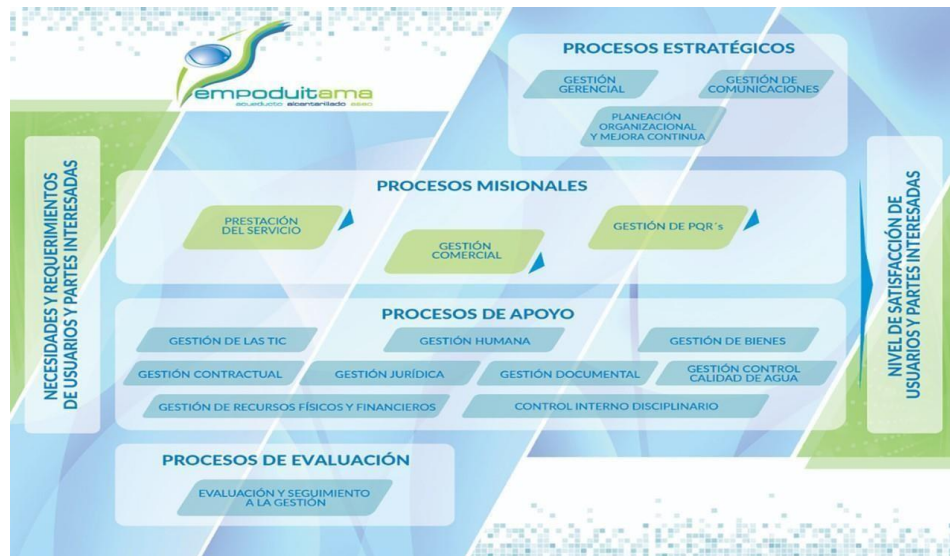 empoduitama
acueducto alcantarillado aseo
PROCESOS ESTRATÉGICOS
GESTIÓN
GERENCIAL
GESTIÓN DE
COMUNICACIONES
PLANEACIÓN
ORGANIZACIONAL
Y MEJORA CONTINUA
NECESIDADES Y REQUERIMIENTOS
DE USUARIOS Y PARTES INTERESADAS
PROCESOS MISIONALES
PRESTACIÓN
DEL SERVICIO
GESTIÓN
COMERCIAL
GESTIÓN DE PQR´s
PROCESOS DE APOYO
GESTIÓN DE LAS TIC
GESTIÓN HUMANA
GESTIÓN DE BIENES
GESTIÓN CONTRACTUAL
GESTIÓN JURÍDICA
GESTIÓN DOCUMENTAL
GESTIÓN CONTROL
CALIDAD DE AGUA
GESTIÓN DE RECURSOS FÍSICOS Y FINANCIEROS
CONTROL INTERNO DISCIPLINARIO
PROCESOS DE EVALUACIÓN
EVALUACIÓN Y SEGUIMIENTO
A LA GESTIÓN
NIVEL DE SATISFACCIÓN DE
USUARIOS Y PARTES INTERESADAS